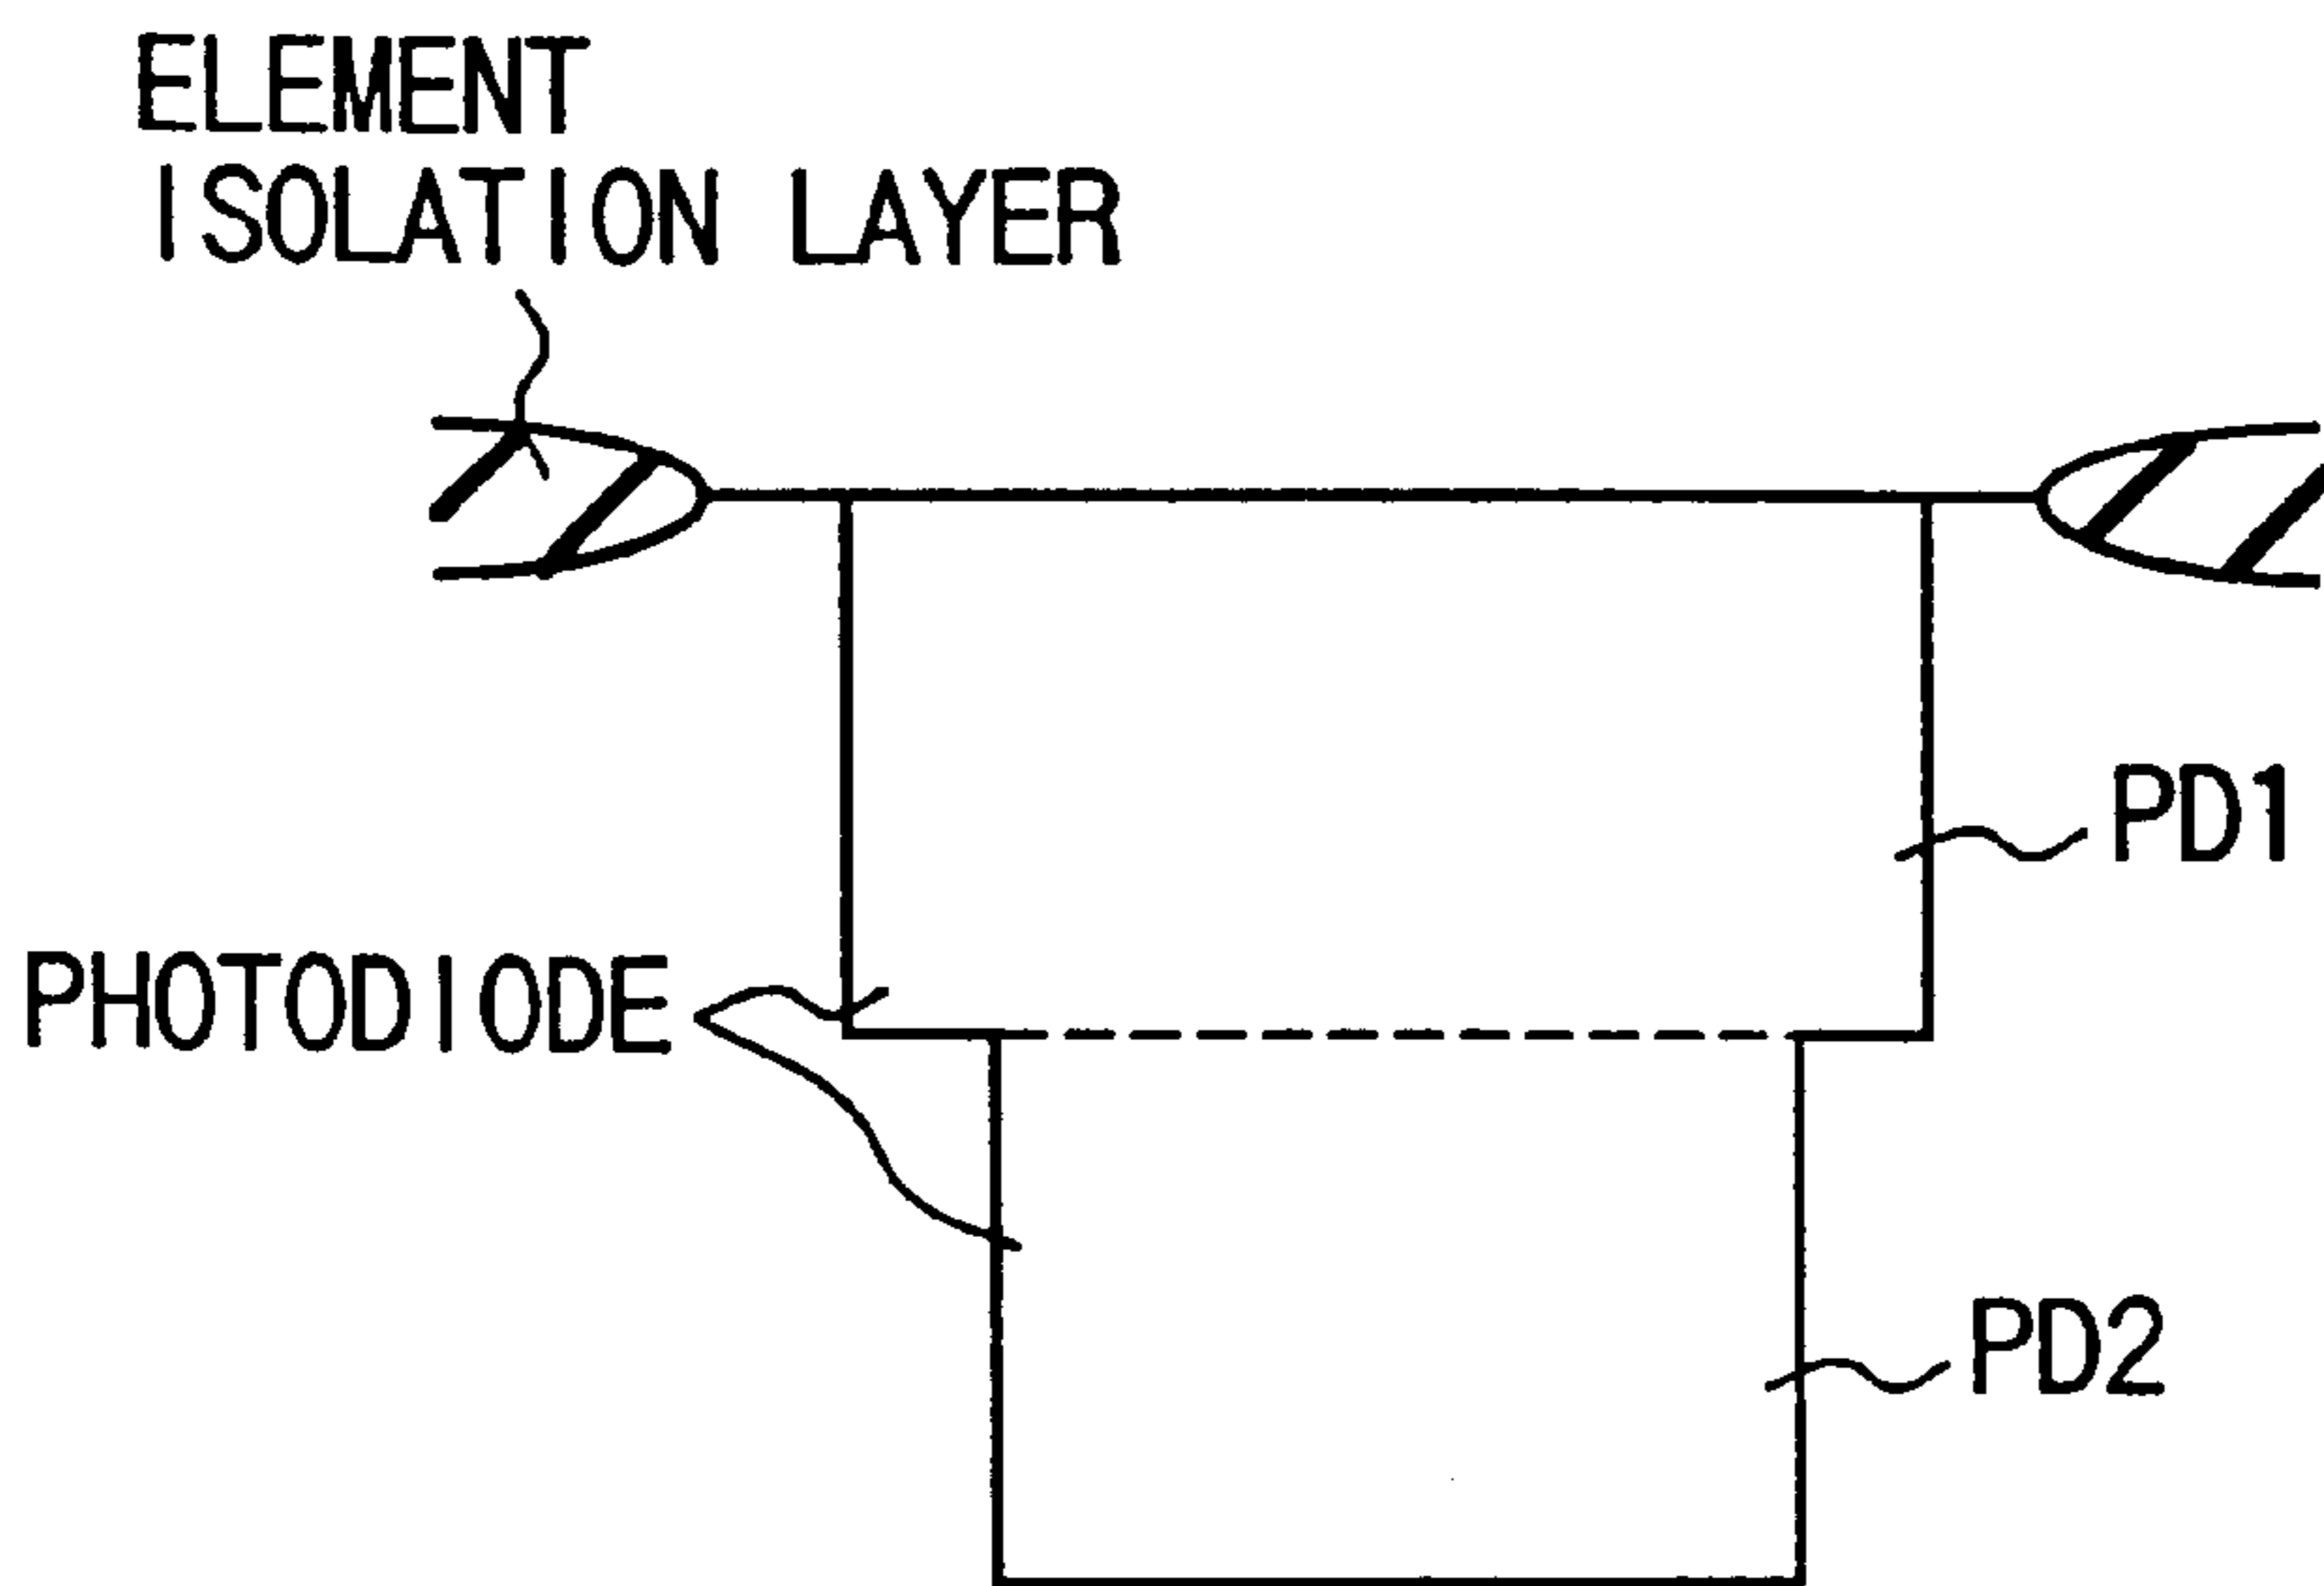 ELEMENT
ISOLATION LAYER
PD1
PHOTODIODE
PD2